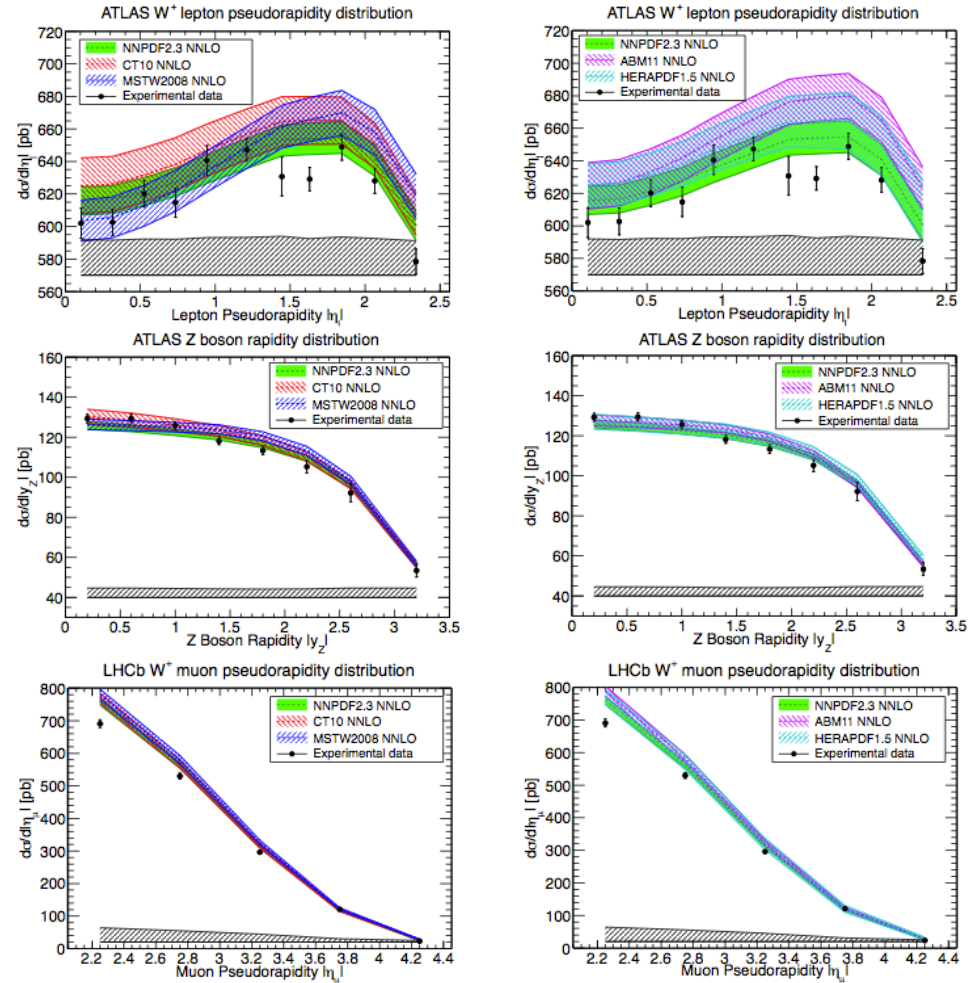 ATLAS W+ lepton pseudorapidity distribution
720
700
680
660
640
620
600
580
560
dσ/d|η_l| [pb]
NNPDF2.3 NNLO
CT10 NNLO
MSTW2008 NNLO
Experimental data
0 0.5 1 1.5 2 2.5
Lepton Pseudorapidity |η_l|
ATLAS W+ lepton pseudorapidity distribution
720
700
680
660
640
620
600
580
560
dσ/d|η_l| [pb]
NNPDF2.3 NNLO
ABM11 NNLO
HERAPDF1.5 NNLO
Experimental data
0 0.5 1 1.5 2 2.5
Lepton Pseudorapidity |η_l|
ATLAS Z boson rapidity distribution
160
140
120
100
80
60
40
dσ/d|y_Z| [pb]
NNPDF2.3 NNLO
CT10 NNLO
MSTW2008 NNLO
Experimental data
0 0.5 1 1.5 2 2.5 3 3.5
Z Boson Rapidity |y_Z|
ATLAS Z boson rapidity distribution
160
140
120
100
80
60
40
dσ/d|y_Z| [pb]
NNPDF2.3 NNLO
ABM11 NNLO
HERAPDF1.5 NNLO
Experimental data
0 0.5 1 1.5 2 2.5 3 3.5
Z Boson Rapidity |y_Z|
LHCb W+ muon pseudorapidity distribution
800
700
600
500
400
300
200
100
0
dσ/d|η_μ| [pb]
NNPDF2.3 NNLO
CT10 NNLO
MSTW2008 NNLO
Experimental data
2.2 2.4 2.6 2.8 3 3.2 3.4 3.6 3.8 4 4.2 4.4
Muon Pseudorapidity |η_μ|
LHCb W+ muon pseudorapidity distribution
800
700
600
500
400
300
200
100
0
dσ/d|η_μ| [pb]
NNPDF2.3 NNLO
ABM11 NNLO
HERAPDF1.5 NNLO
Experimental data
2.2 2.4 2.6 2.8 3 3.2 3.4 3.6 3.8 4 4.2 4.4
Muon Pseudorapidity |η_μ|